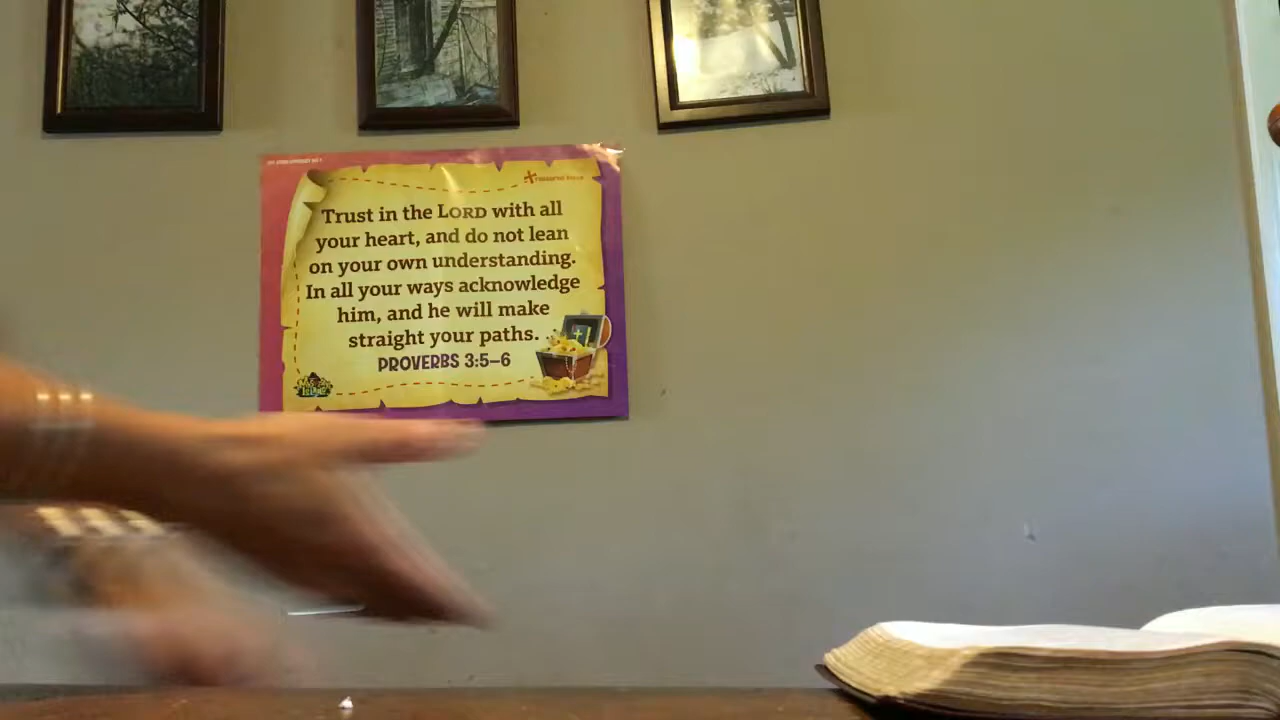 Trust in the LORD with all
your heart, and do not lean
on your own understanding.
In all your ways acknowledge
him, and he will make
straight your paths.
PROVERBS 3:5–6